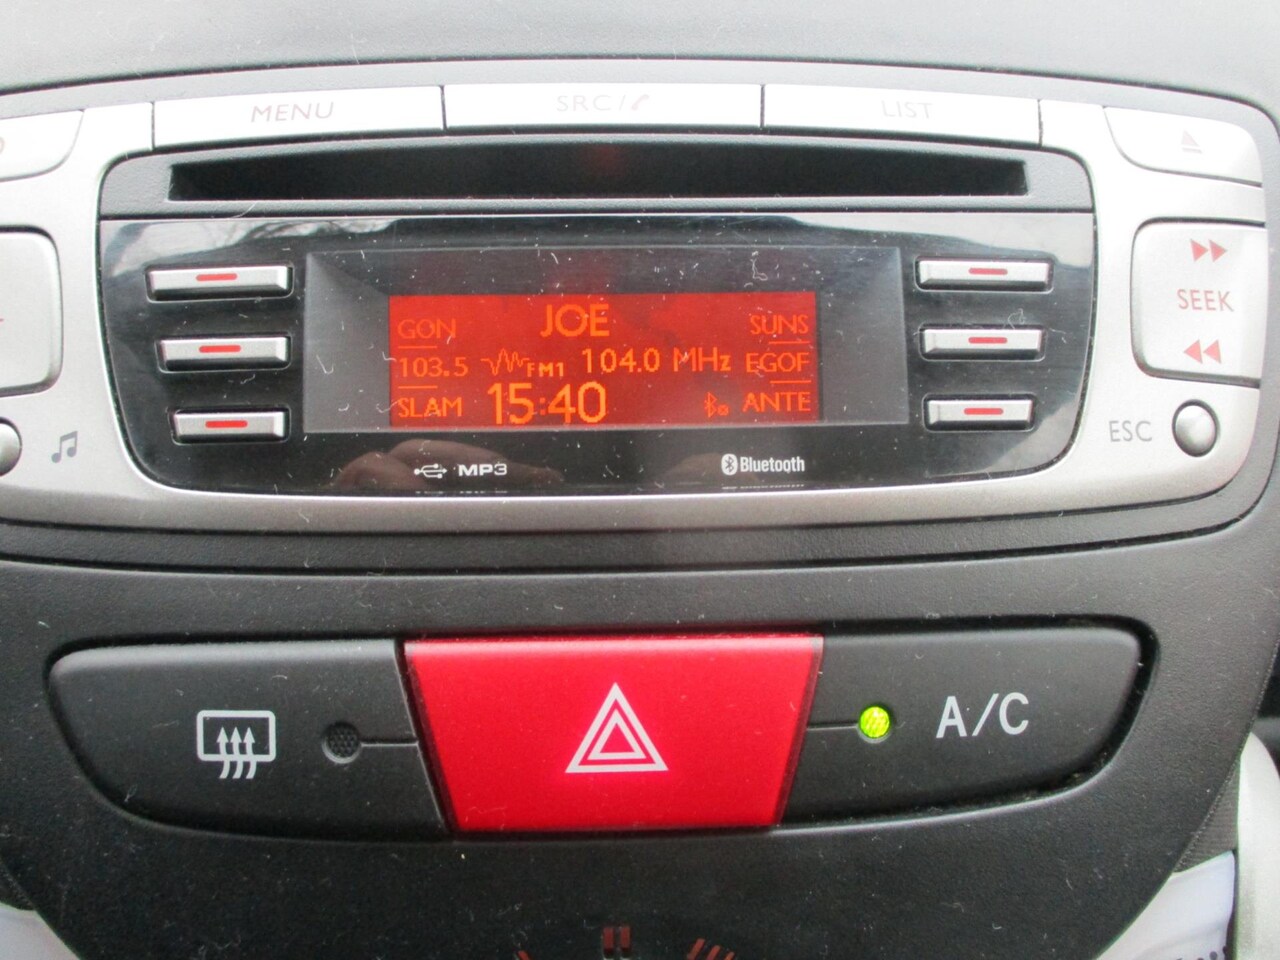 MENU
SRC/
LIST
GON
JOE
SUNS
103.5
FM1
104.0 MHz
EGOF
SLAM
15:40
ANTE
SEEK
ESC
MP3
Bluetooth
A/C